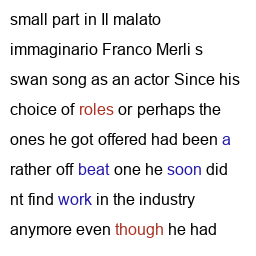 small part in Il malato
immaginario Franco Merli s
swan song as an actor Since his
choice of roles or perhaps the
ones he got offered had been a
rather off beat one he soon did
nt find work in the industry
anymore even though he had